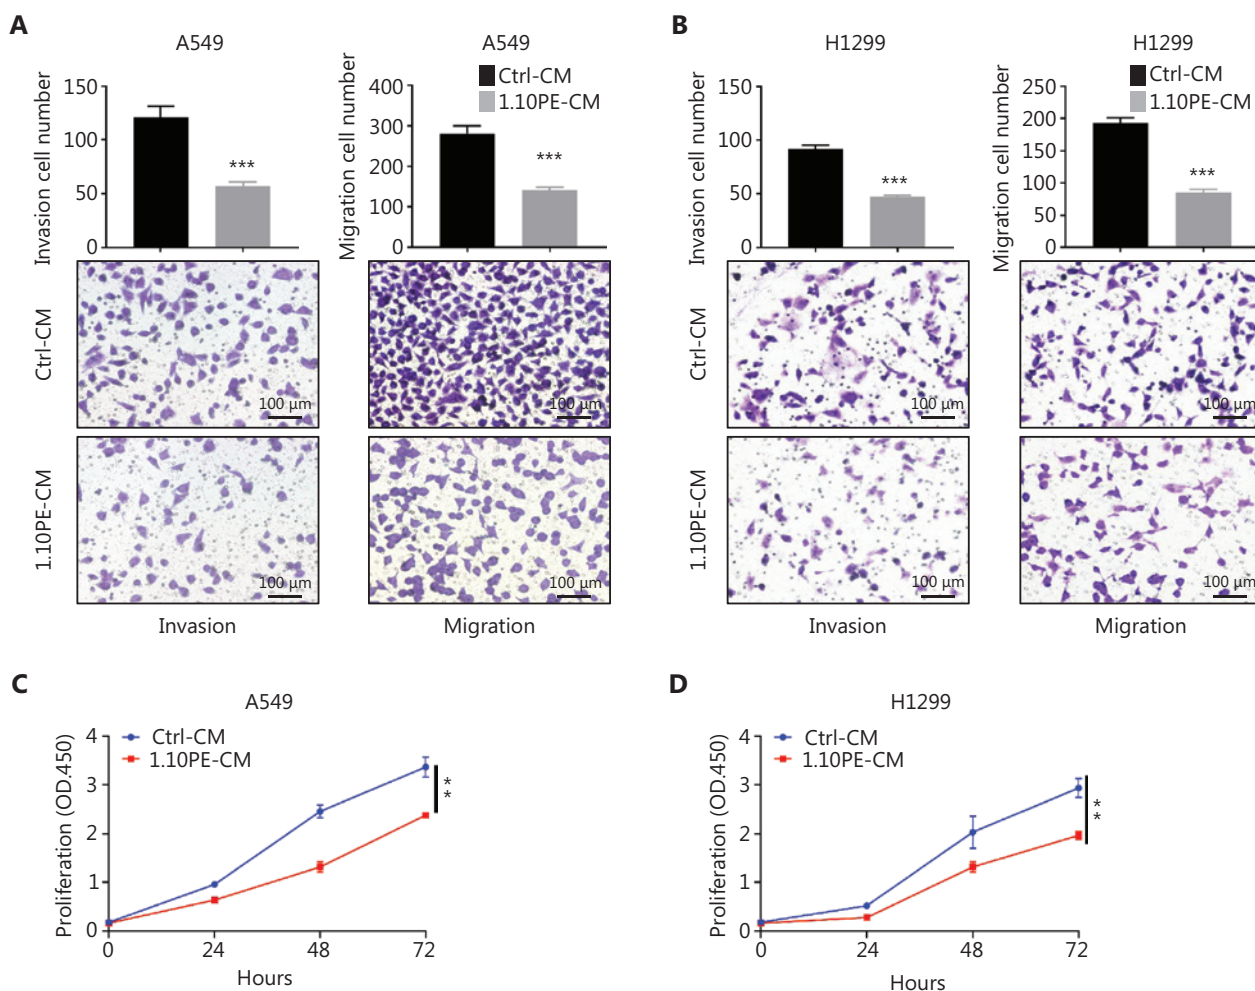 A
A549
A549
Invasion cell number
150
100
50
0
***
Migration cell number
400
300
200
100
0
***
Ctrl-CM
1.10PE-CM
Ctrl-CM
100 µm
100 µm
1.10PE-CM
100 µm
100 µm
Invasion
Migration
B
H1299
H1299
Invasion cell number
150
100
50
0
***
Migration cell number
250
200
150
100
50
0
***
Ctrl-CM
1.10PE-CM
Ctrl-CM
100 µm
100 µm
1.10PE-CM
100 µm
100 µm
Invasion
Migration
C
A549
Proliferation (OD.450)
4
3
2
1
0
Ctrl-CM
1.10PE-CM
**
0 24 48 72
Hours
D
H1299
Proliferation (OD.450)
4
3
2
1
0
Ctrl-CM
1.10PE-CM
**
0 24 48 72
Hours